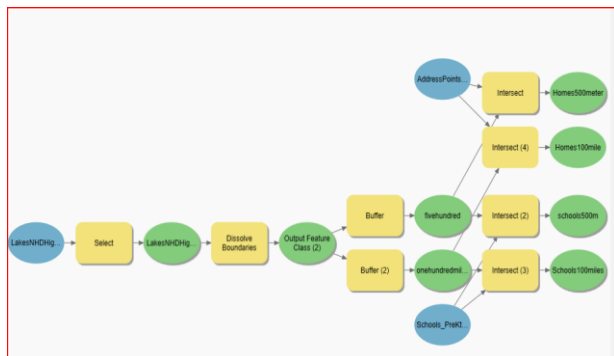 AddressPoints...
Intersect
Homes500meter
Intersect (4)
Homes100mile
LakesNHDHig...
Select
LakesNHDHig...
Dissolve
Boundaries
Output Feature
Class (2)
Buffer
fivehundred
Intersect (2)
schools500m
Buffer (2)
onehundredmil...
Intersect (3)
Schools100miles
Schools_PreKt...